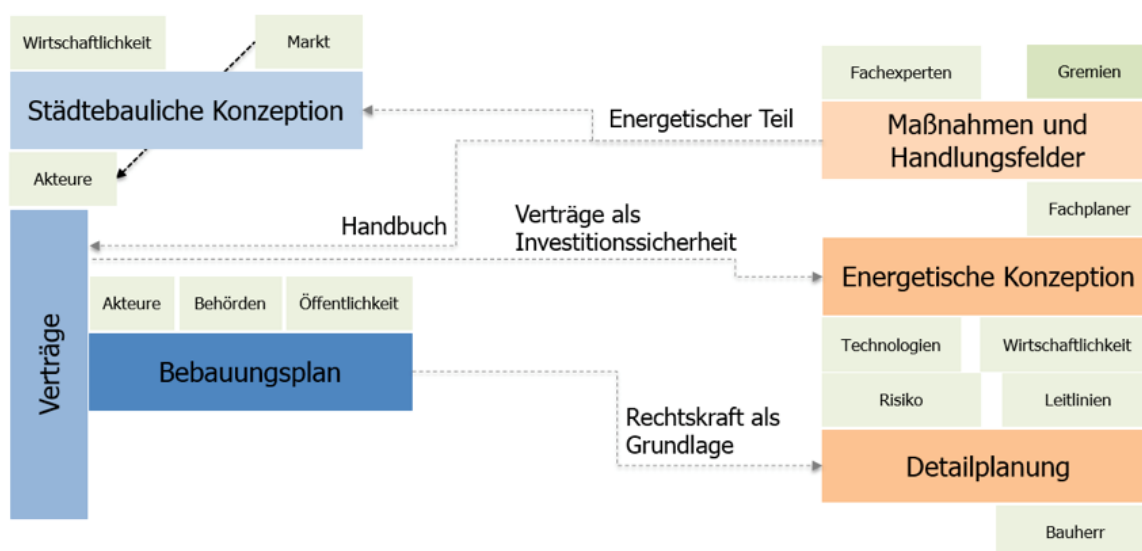 Wirtschaftlichkeit
Markt
Städtebauliche Konzeption
Akteure
Verträge
Akteure
Behörden
Öffentlichkeit
Bebauungsplan
Energetischer Teil
Handbuch
Verträge als
Investitionssicherheit
Rechtskraft als
Grundlage
Fachexperten
Gremien
Maßnahmen und
Handlungsfelder
Fachplaner
Energetische Konzeption
Technologien
Wirtschaftlichkeit
Risiko
Leitlinien
Detailplanung
Bauherr